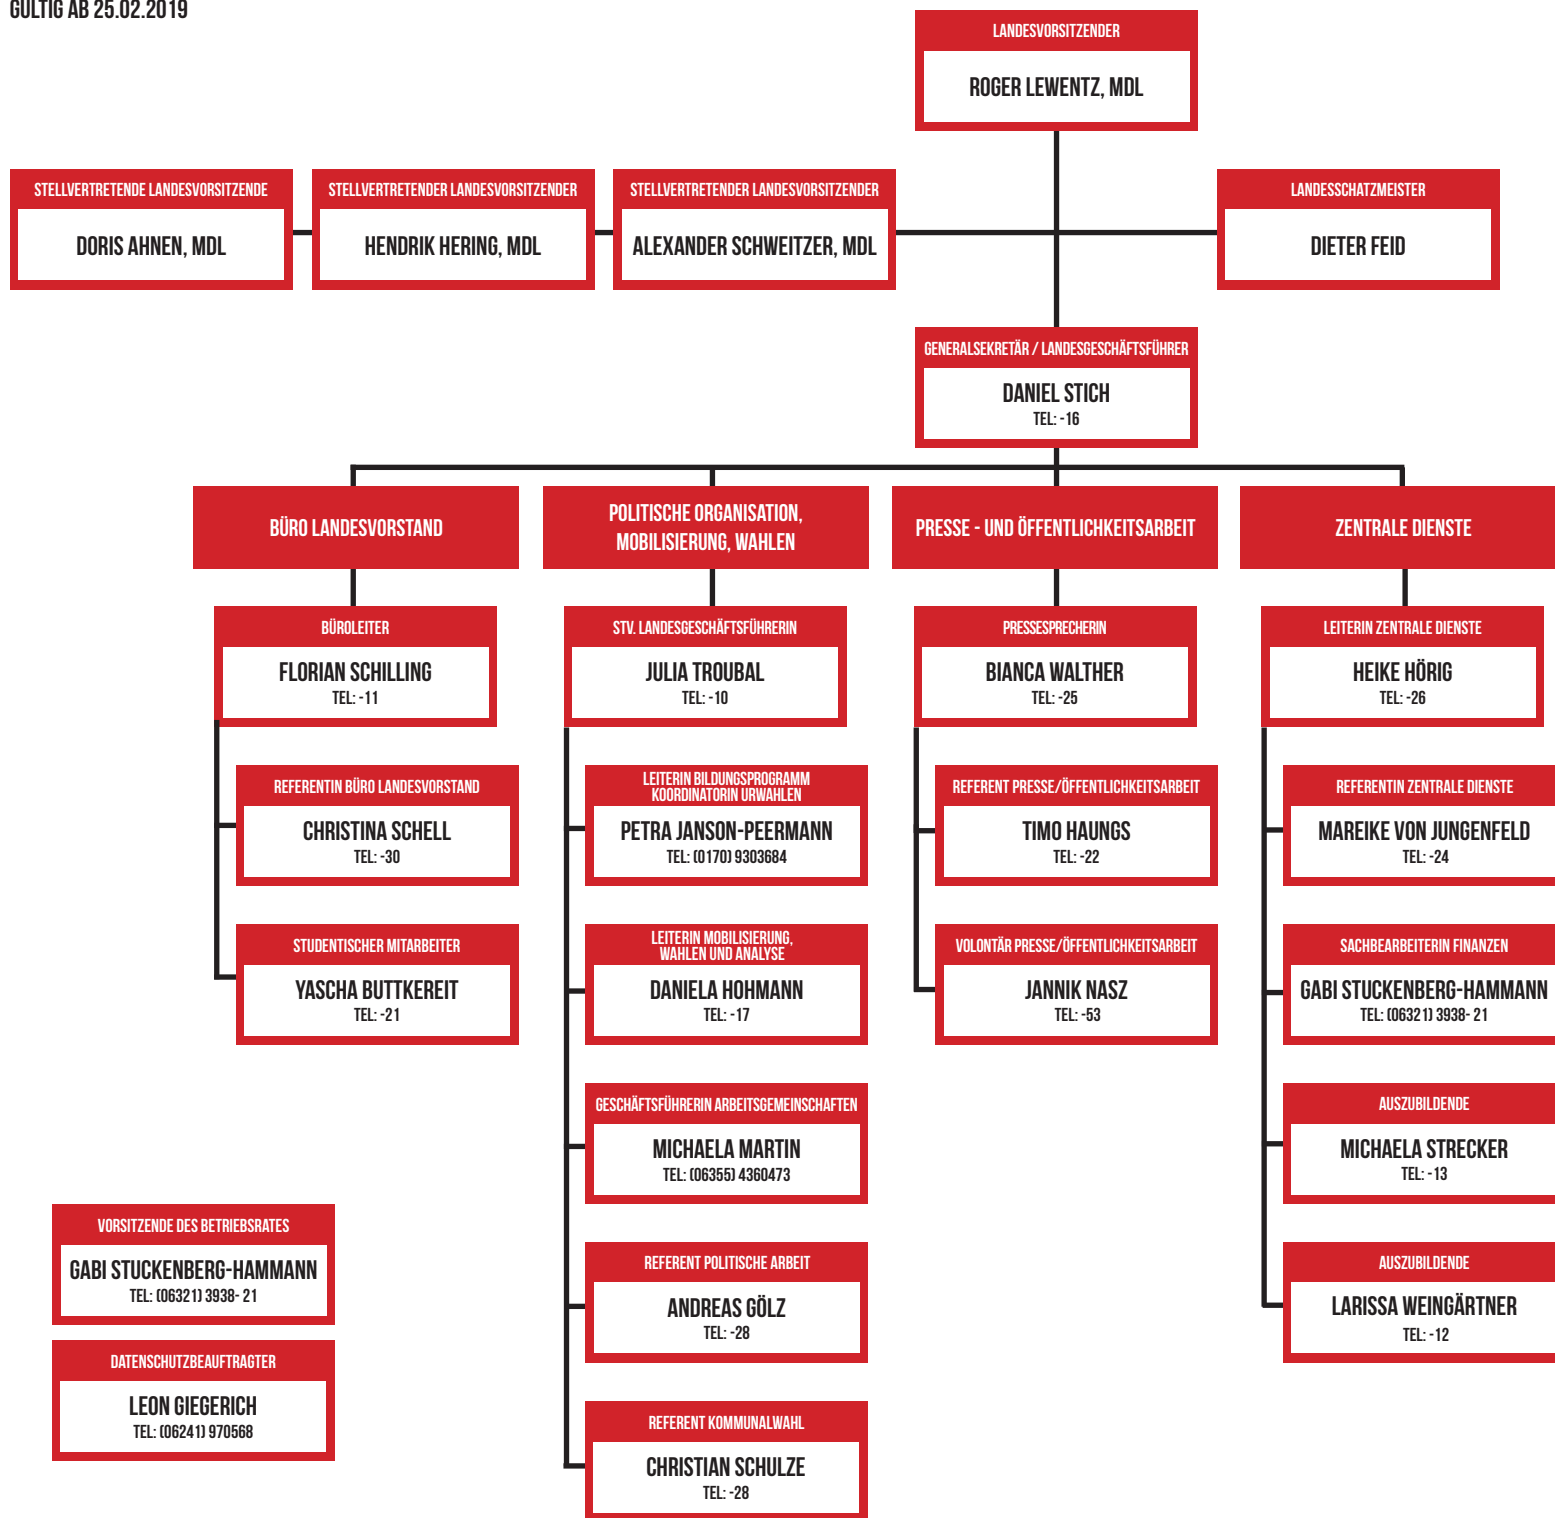 GÜLTIG AB 25.02.2019
LANDESVORSITZENDER
ROGER LEWENTZ, MDL
STELLVERTRETENDE LANDESVORSITZENDE
DORIS AHNEN, MDL
STELLVERTRETENDER LANDESVORSITZENDER
HENDRIK HERING, MDL
STELLVERTRETENDER LANDESVORSITZENDER
ALEXANDER SCHWEITZER, MDL
LANDESSCHATZMEISTER
DIETER FEID
GENERALSEKRETÄR / LANDESGESCHÄFTSFÜHRER
DANIEL STICH
TEL: -16
BÜRO LANDESVORSTAND
BÜROLEITER
FLORIAN SCHILLING
TEL: -11
REFERENTIN BÜRO LANDESVORSTAND
CHRISTINA SCHELL
TEL: -30
STUDENTISCHER MITARBEITER
YASCHA BUTTKEREIT
TEL: -21
POLITISCHE ORGANISATION,
MOBILISIERUNG, WAHLEN
STV. LANDESGESCHÄFTSFÜHRERIN
JULIA TROUBAL
TEL: -10
LEITERIN BILDUNGSPROGRAMM
KOORDINATORIN URWAHLEN
PETRA JANSON-PEERMANN
TEL: (0170) 9303684
LEITERIN MOBILISIERUNG,
WAHLEN UND ANALYSE
DANIELA HOHMANN
TEL: -17
GESCHÄFTSFÜHRERIN ARBEITSGEMEINSCHAFTEN
MICHAELA MARTIN
TEL: (06355) 4360473
REFERENT POLITISCHE ARBEIT
ANDREAS GÖLZ
TEL: -28
REFERENT KOMMUNALWAHL
CHRISTIAN SCHULZE
TEL: -28
PRESSE - UND ÖFFENTLICHKEITSARBEIT
PRESSESPRECHERIN
BIANCA WALTHER
TEL: -25
REFERENT PRESSE/ÖFFENTLICHKEITSARBEIT
TIMO HAUNGS
TEL: -22
VOLONTÄR PRESSE/ÖFFENTLICHKEITSARBEIT
JANNIK NASZ
TEL: -53
ZENTRALE DIENSTE
LEITERIN ZENTRALE DIENSTE
HEIKE HÖRIG
TEL: -26
REFERENTIN ZENTRALE DIENSTE
MAREIKE VON JUNGENFELD
TEL: -24
SACHBEARBEITERIN FINANZEN
GABI STUCKENBERG-HAMMANN
TEL: (06321) 3938- 21
AUSZUBILDENDE
MICHAELA STRECKER
TEL: -13
AUSZUBILDENDE
LARISSA WEINGÄRTNER
TEL: -12
VORSITZENDE DES BETRIEBSRATES
GABI STUCKENBERG-HAMMANN
TEL: (06321) 3938- 21
DATENSCHUTZBEAUFTRAGTER
LEON GIEGERICH
TEL: (06241) 970568